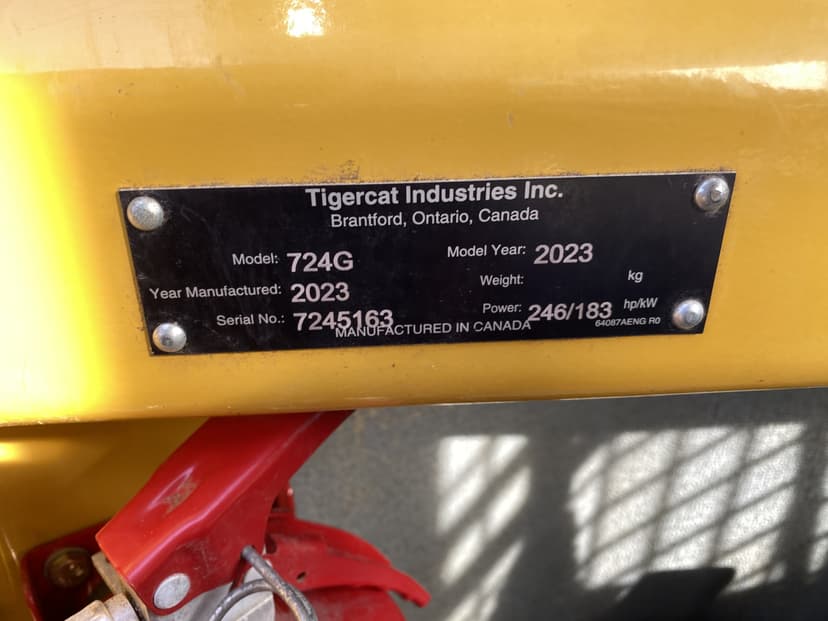 Tigercat Industries Inc.
Brantford, Ontario, Canada
Model: 724G Model Year: 2023
Year Manufactured: 2023 Weight: kg
Serial No.: 7245163 Power: 246/183 hp/kW
MANUFACTURED IN CANADA 64087AENG R0